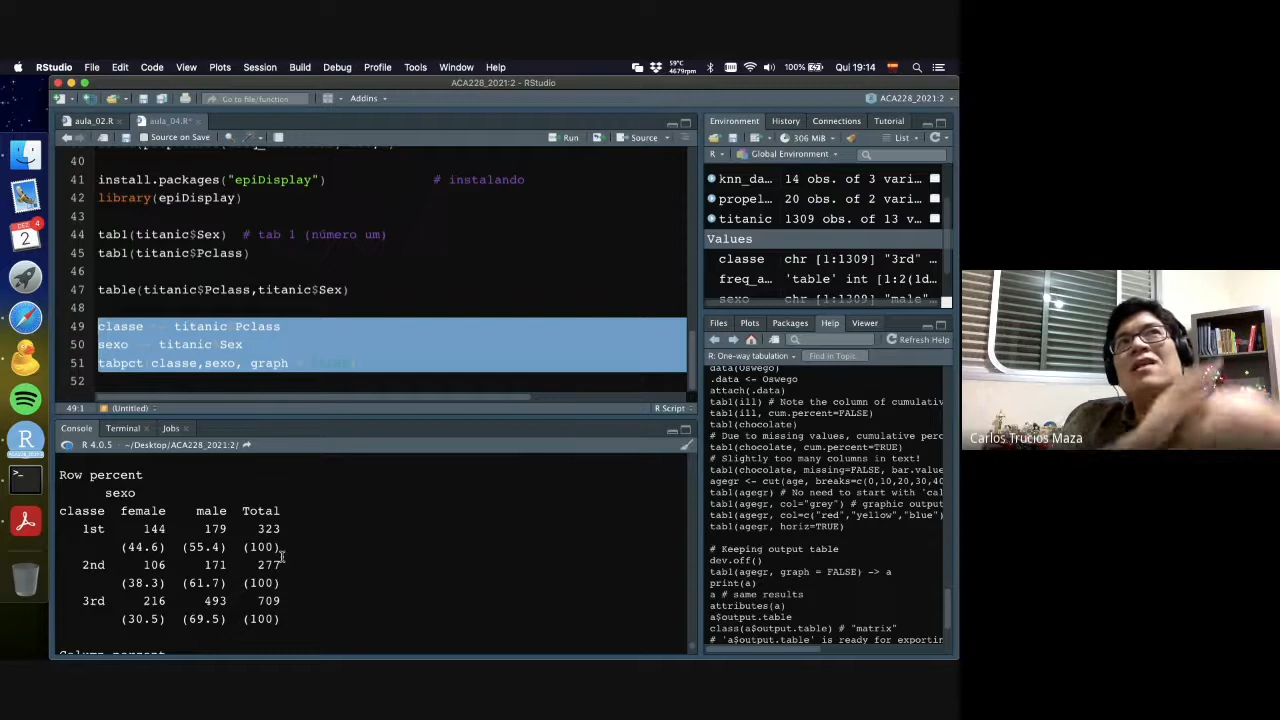 RStudio File Edit Code View Plots Session Build Debug Profile Tools Window Help 59°C 4679rpm 100% Qui 19:14
ACA228_2021:2 - RStudio
Go to file/function Addins ACA228_2021:2
aula_02.R aula_04.R*
Source on Save Run Source
40
41 install.packages("epiDisplay") # instalando
42 library(epiDisplay)
43
44 tab1(titanic$Sex) # tab 1 (número um)
45 tab1(titanic$Pclass)
46
47 table(titanic$Pclass,titanic$Sex)
48
49 classe titanic Pclass
50 sexo titanic Sex
51 tabpct classe,sexo, graph
52
49:1 (Untitled) R Script
Console Terminal Jobs
R 4.0.5 · ~/Desktop/ACA228_2021:2/
Row percent
sexo
classe female male Total
1st 144 179 323
(44.6) (55.4) (100)
2nd 106 171 277
(38.3) (61.7) (100)
3rd 216 493 709
(30.5) (69.5) (100)
Column percent
Environment History Connections Tutorial
306 MiB List
R Global Environment
knn_da… 14 obs. of 3 vari…
propel… 20 obs. of 2 varia…
titanic 1309 obs. of 13 v…
Values
classe chr [1:1309] "3rd" …
freq_a… 'table' int [1:2(1d…
sexo chr [1:1309] "male"…
Files Plots Packages Help Viewer
Refresh Help
R: One-way tabulation Find in Topic
data(Oswego)
.data <- Oswego
attach(.data)
tab1(ill) # Note the column of cumulativ
tab1(ill, cum.percent=FALSE)
tab1(chocolate)
# Due to missing values, cumulative perc
tab1(chocolate, cum.percent=TRUE)
# Slightly too many columns in text!
tab1(chocolate, missing=FALSE, bar.value
agegr <- cut(age, breaks=c(0,10,20,30,40
tab1(agegr) # No need to start with 'cal
tab1(agegr, col="grey") # graphic output
tab1(agegr, col=c("red","yellow","blue")
tab1(agegr, horiz=TRUE)
# Keeping output table
dev.off()
tab1(agegr, graph = FALSE) -> a
print(a)
a # same results
attributes(a)
a$output.table
class(a$output.table) # "matrix"
# 'a$output.table' is ready for exportin
DEC 4
2
Carlos Trucios Maza